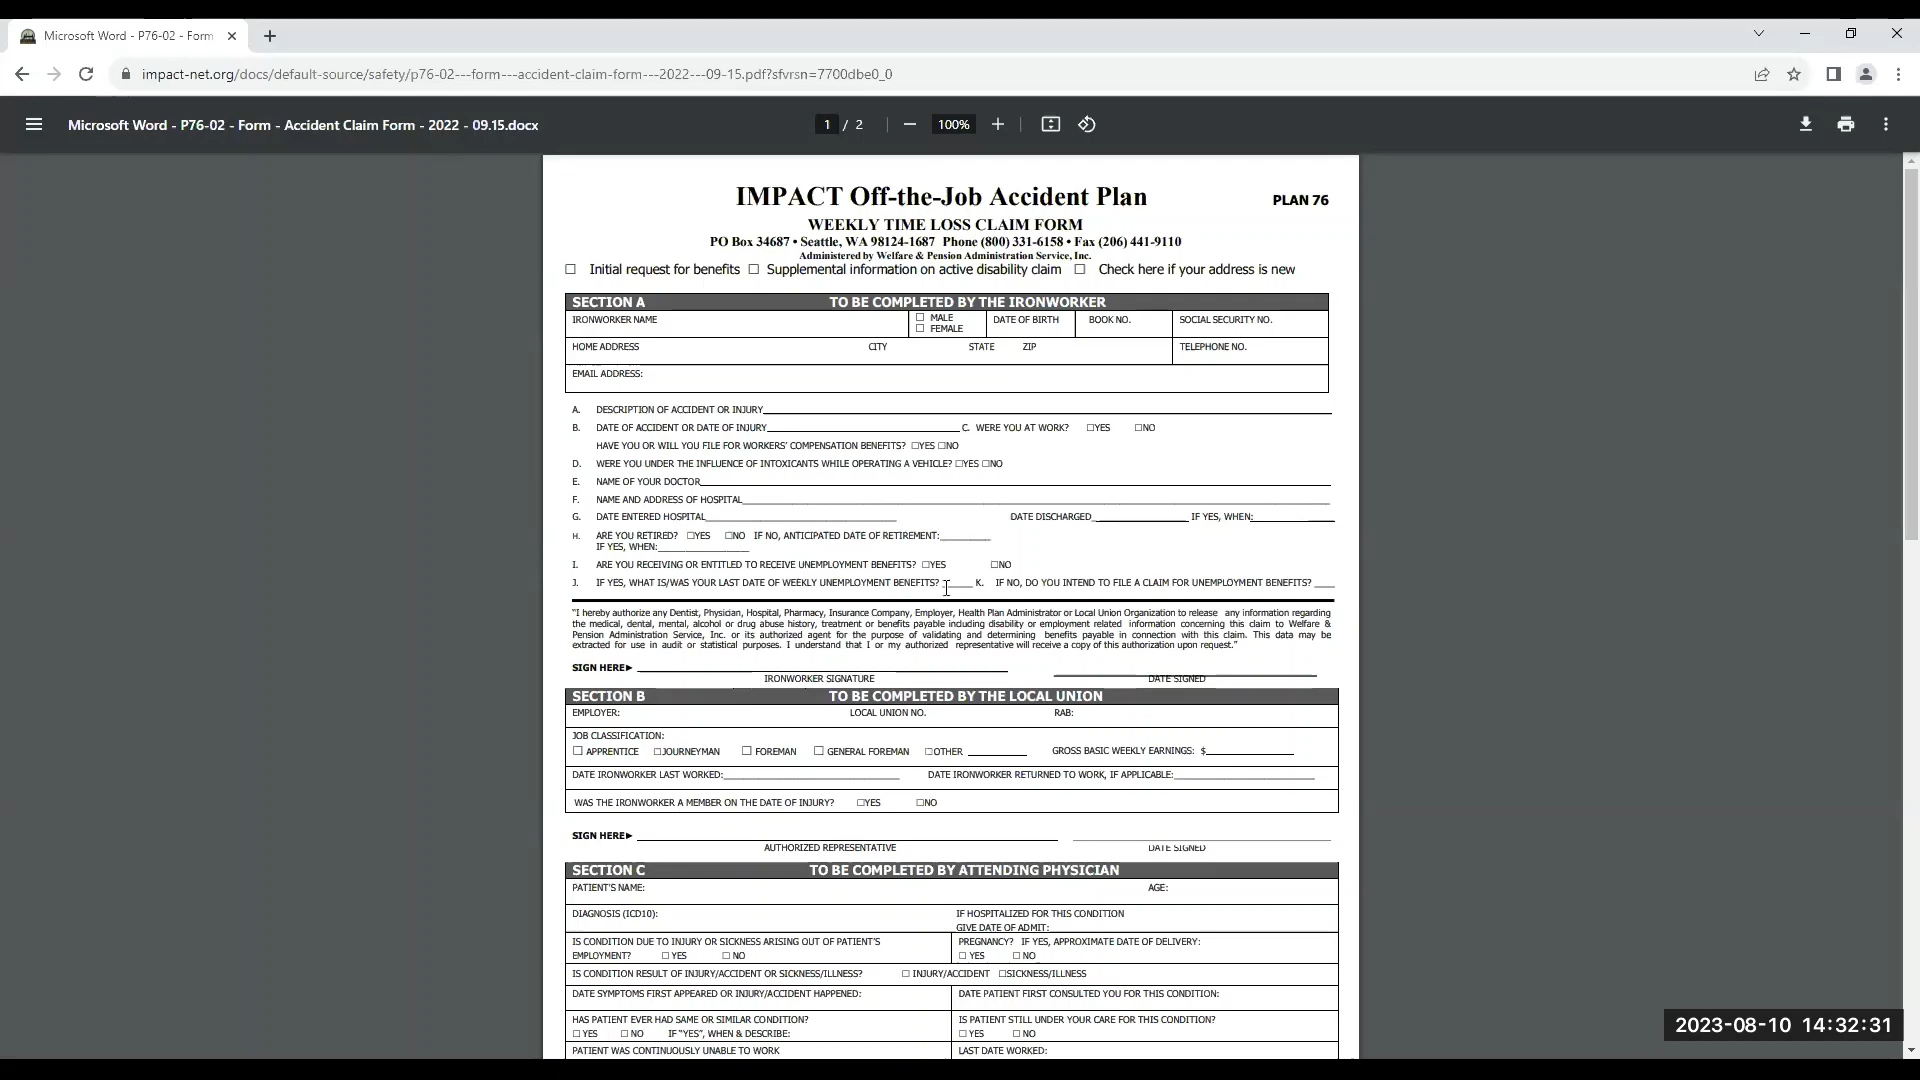 Microsoft Word - P76-02 - Form
impact-net.org/docs/default-source/safety/p76-02---form---accident-claim-form---2022---09-15.pdf?sfvrsn=7700dbe0_0
Microsoft Word - P76-02 - Form - Accident Claim Form - 2022 - 09.15.docx
1 / 2
100%
IMPACT Off-the-Job Accident Plan PLAN 76
WEEKLY TIME LOSS CLAIM FORM
PO Box 34687 • Seattle, WA 98124-1687 Phone (800) 331-6158 • Fax (206) 441-9110
Administered by Welfare & Pension Administration Service, Inc.
☐ Initial request for benefits ☐ Supplemental information on active disability claim ☐ Check here if your address is new
SECTION A TO BE COMPLETED BY THE IRONWORKER
IRONWORKER NAME ☐ MALE ☐ FEMALE DATE OF BIRTH BOOK NO. SOCIAL SECURITY NO.
HOME ADDRESS CITY STATE ZIP TELEPHONE NO.
EMAIL ADDRESS:
A. DESCRIPTION OF ACCIDENT OR INJURY
B. DATE OF ACCIDENT OR DATE OF INJURY C. WERE YOU AT WORK? ☐YES ☐NO
HAVE YOU OR WILL YOU FILE FOR WORKERS' COMPENSATION BENEFITS? ☐YES ☐NO
D. WERE YOU UNDER THE INFLUENCE OF INTOXICANTS WHILE OPERATING A VEHICLE? ☐YES ☐NO
E. NAME OF YOUR DOCTOR
F. NAME AND ADDRESS OF HOSPITAL
G. DATE ENTERED HOSPITAL DATE DISCHARGED IF YES, WHEN:
H. ARE YOU RETIRED? ☐YES ☐NO IF NO, ANTICIPATED DATE OF RETIREMENT:
IF YES, WHEN:
I. ARE YOU RECEIVING OR ENTITLED TO RECEIVE UNEMPLOYMENT BENEFITS? ☐YES ☐NO
J. IF YES, WHAT IS/WAS YOUR LAST DATE OF WEEKLY UNEMPLOYMENT BENEFITS? K. IF NO, DO YOU INTEND TO FILE A CLAIM FOR UNEMPLOYMENT BENEFITS?
"I hereby authorize any Dentist, Physician, Hospital, Pharmacy, Insurance Company, Employer, Health Plan Administrator or Local Union Organization to release any information regarding
the medical, dental, mental, alcohol or drug abuse history, treatment or benefits payable including disability or employment related information concerning this claim to Welfare &
Pension Administration Service, Inc. or its authorized agent for the purpose of validating and determining benefits payable in connection with this claim. This data may be
extracted for use in audit or statistical purposes. I understand that I or my authorized representative will receive a copy of this authorization upon request."
SIGN HERE►
IRONWORKER SIGNATURE DATE SIGNED
SECTION B TO BE COMPLETED BY THE LOCAL UNION
EMPLOYER: LOCAL UNION NO. RAB:
JOB CLASSIFICATION:
☐ APPRENTICE ☐JOURNEYMAN ☐ FOREMAN ☐ GENERAL FOREMAN ☐OTHER GROSS BASIC WEEKLY EARNINGS: $
DATE IRONWORKER LAST WORKED: DATE IRONWORKER RETURNED TO WORK, IF APPLICABLE:
WAS THE IRONWORKER A MEMBER ON THE DATE OF INJURY? ☐YES ☐NO
SIGN HERE►
AUTHORIZED REPRESENTATIVE DATE SIGNED
SECTION C TO BE COMPLETED BY ATTENDING PHYSICIAN
PATIENT'S NAME: AGE:
DIAGNOSIS (ICD10): IF HOSPITALIZED FOR THIS CONDITION
GIVE DATE OF ADMIT:
IS CONDITION DUE TO INJURY OR SICKNESS ARISING OUT OF PATIENT'S PREGNANCY? IF YES, APPROXIMATE DATE OF DELIVERY:
EMPLOYMENT? ☐ YES ☐ NO ☐ YES ☐ NO
IS CONDITION RESULT OF INJURY/ACCIDENT OR SICKNESS/ILLNESS? ☐ INJURY/ACCIDENT ☐SICKNESS/ILLNESS
DATE SYMPTOMS FIRST APPEARED OR INJURY/ACCIDENT HAPPENED: DATE PATIENT FIRST CONSULTED YOU FOR THIS CONDITION:
HAS PATIENT EVER HAD SAME OR SIMILAR CONDITION? IS PATIENT STILL UNDER YOUR CARE FOR THIS CONDITION?
☐ YES ☐ NO IF "YES", WHEN & DESCRIBE: ☐ YES ☐ NO
PATIENT WAS CONTINUOUSLY UNABLE TO WORK LAST DATE WORKED:
2023-08-10 14:32:31